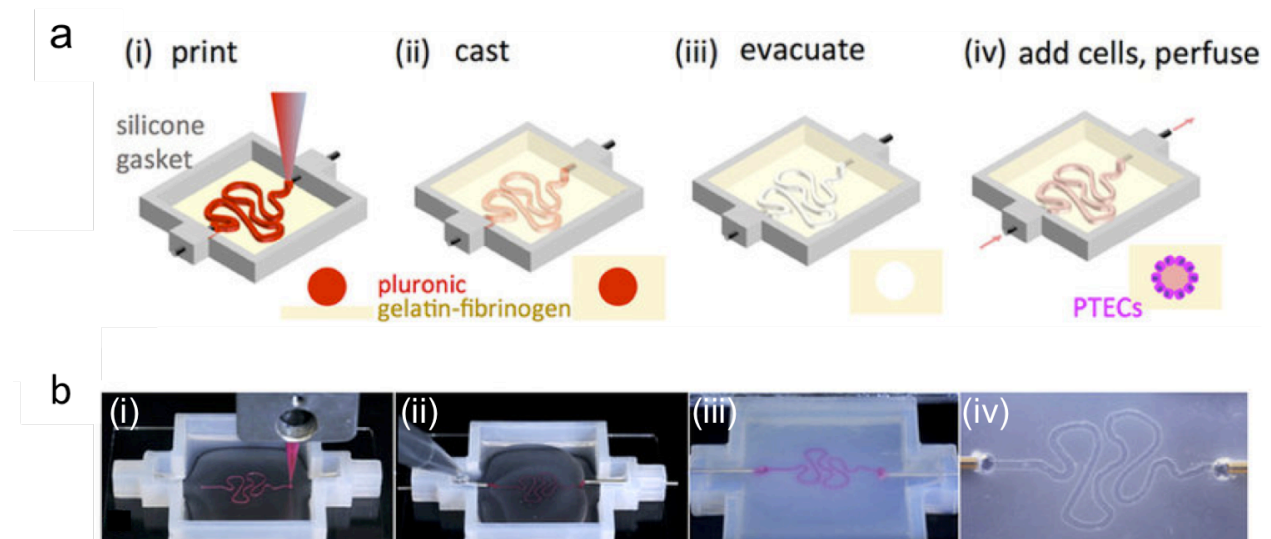 a
(i) print
(ii) cast
(iii) evacuate
(iv) add cells, perfuse
silicone
gasket
pluronic
gelatin-fibrinogen
PTECs
b
(i)
(ii)
(iii)
(iv)